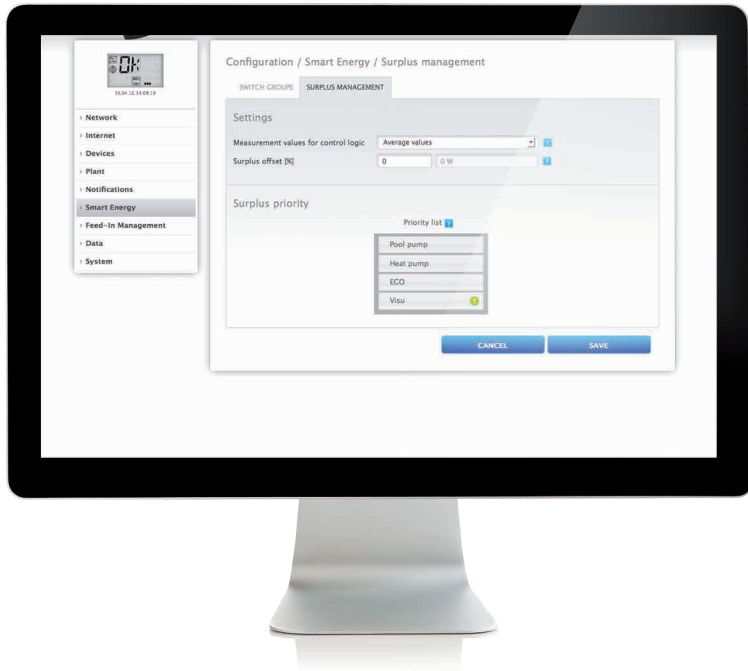 OK
Configuration / Smart Energy / Surplus management
SWITCH GROUPS SURPLUS MANAGEMENT
› Network
› Internet
› Devices
› Plant
› Notifications
› Smart Energy
› Feed-In Management
› Data
› System
Settings
Measurement values for control logic Average values ?
Surplus offset [%] 0 0 W ?
Surplus priority
Priority list ?
Pool pump
Heat pump
EGO
Visu
CANCEL SAVE